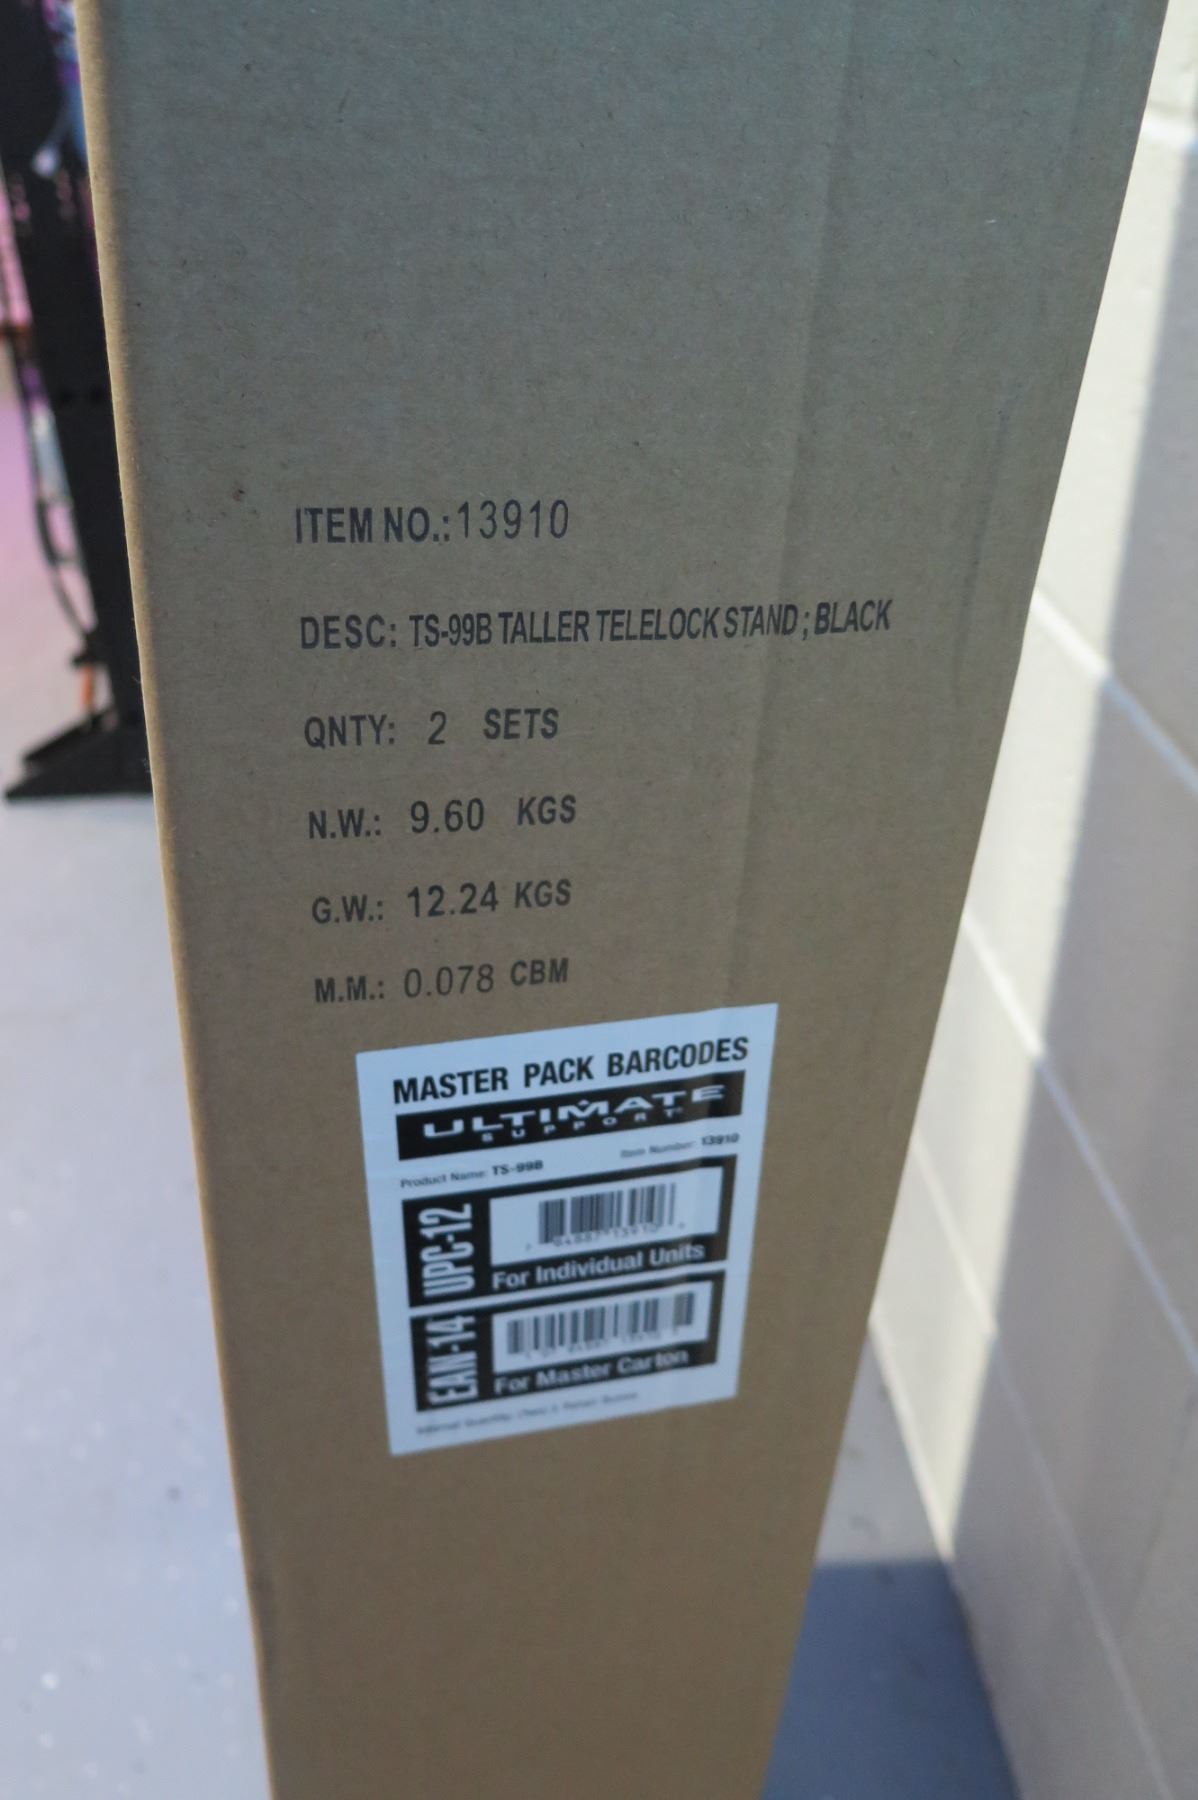 ITEM NO.:13910
DESC: TS-99B TALLER TELELOCK STAND; BLACK
QNTY: 2 SETS
N.W.: 9.60 KGS
G.W.: 12.24 KGS
M.M.: 0.078 CBM
MASTER PACK BARCODES
ULTIMATE
SUPPORT
Product Name: TS-99B Item Number: 13910
UPC-12
For Individual Units
EAN-14
For Master Carton